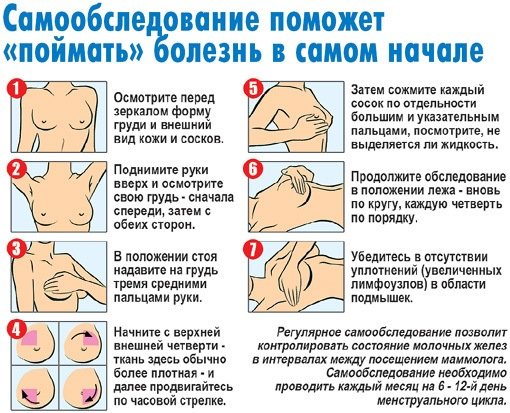 Самообследование поможет
«поймать» болезнь в самом начале
1
Осмотрите перед
зеркалом форму
груди и внешний
вид кожи и сосков.
2
Поднимите руки
вверх и осмотрите
свою грудь - сначала
спереди, затем с
обеих сторон.
3
В положении стоя
надавите на грудь
тремя средними
пальцами руки.
4
Начните с верхней
внешней четверти -
ткань здесь обычно
более плотная - и
далее продвигайтесь
по часовой стрелке.
5
Затем сожмите каждый
сосок по отдельности
большим и указательным
пальцами, посмотрите, не
выделяется ли жидкость.
6
Продолжите обследование
в положении лежа - вновь
по кругу, каждую четверть
по порядку.
7
Убедитесь в отсутствии
уплотнений (увеличенных
лимфоузлов) в области
подмышек.
Регулярное самообследование позволит
контролировать состояние молочных желез
в интервалах между посещением маммолога.
Самообследование необходимо
проводить каждый месяц на 6 - 12-й день
менструального цикла.